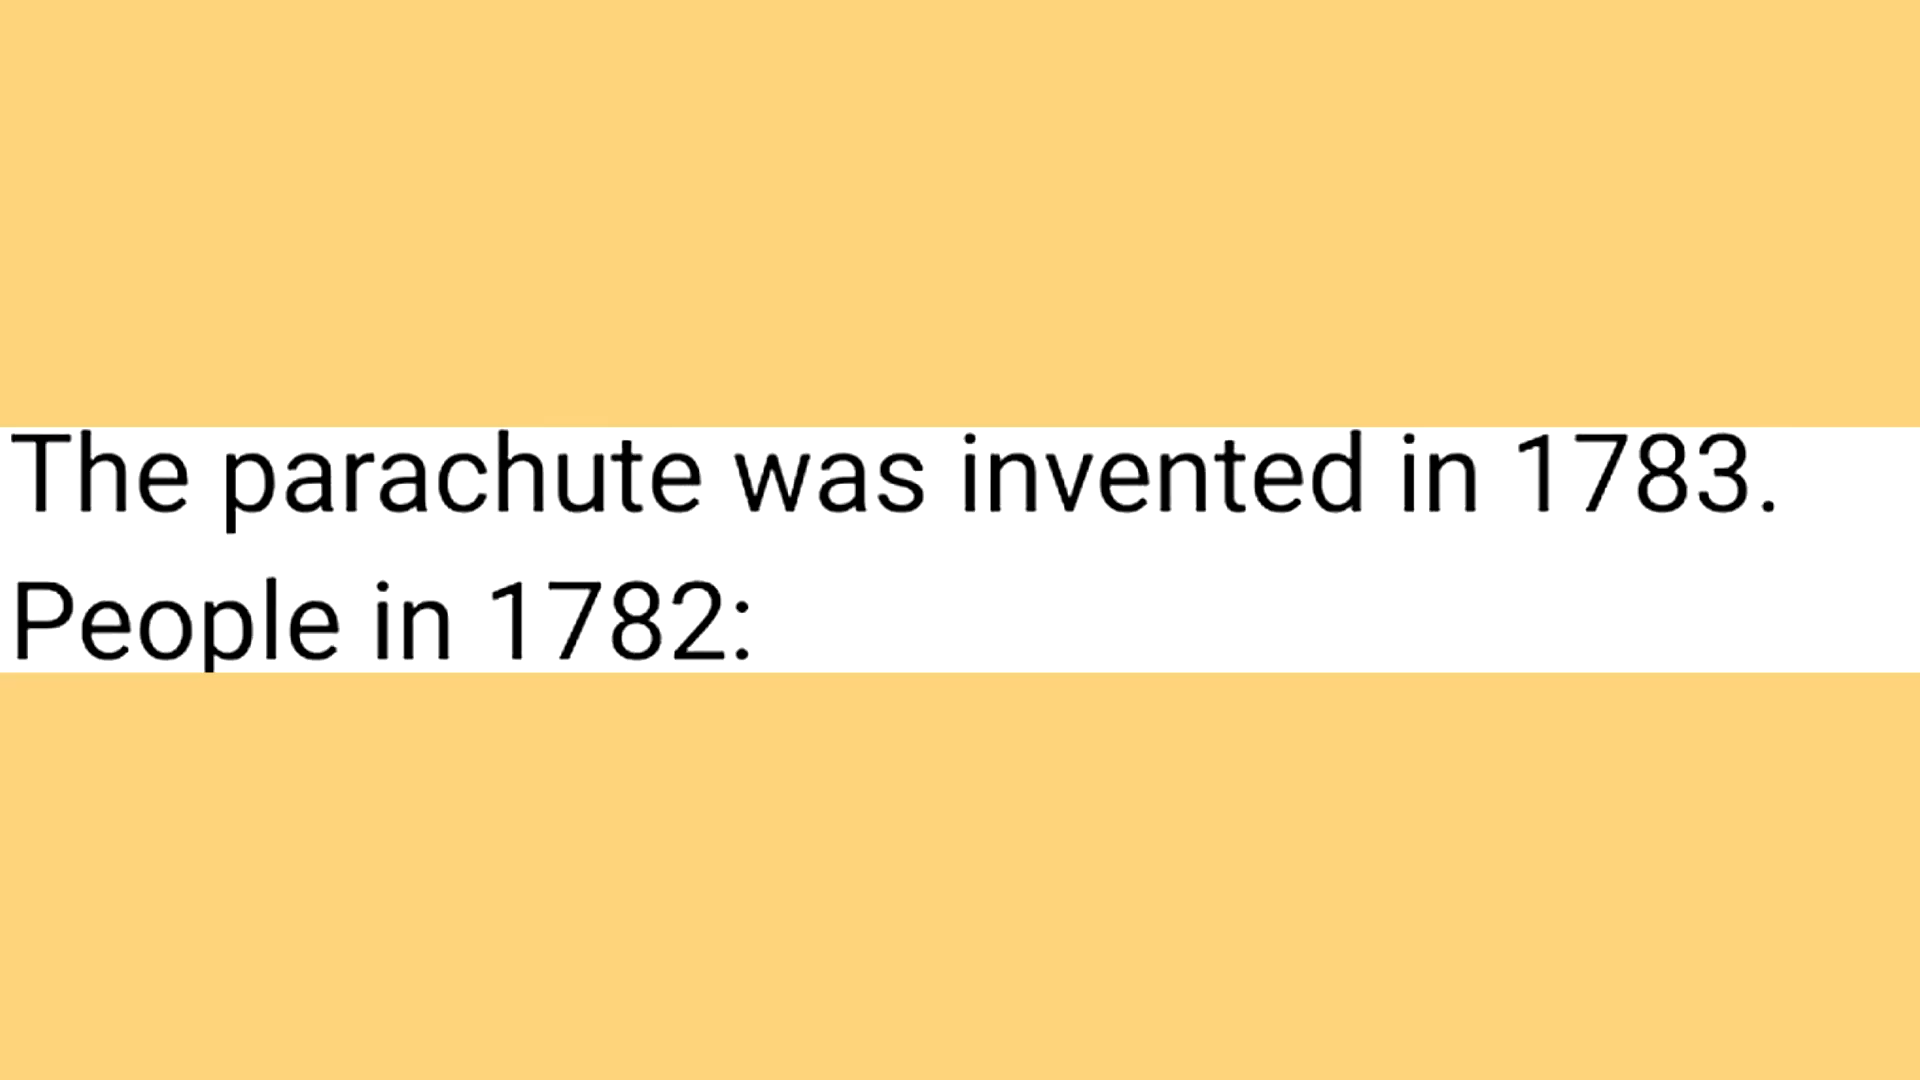 The parachute was invented in 1783.
People in 1782: